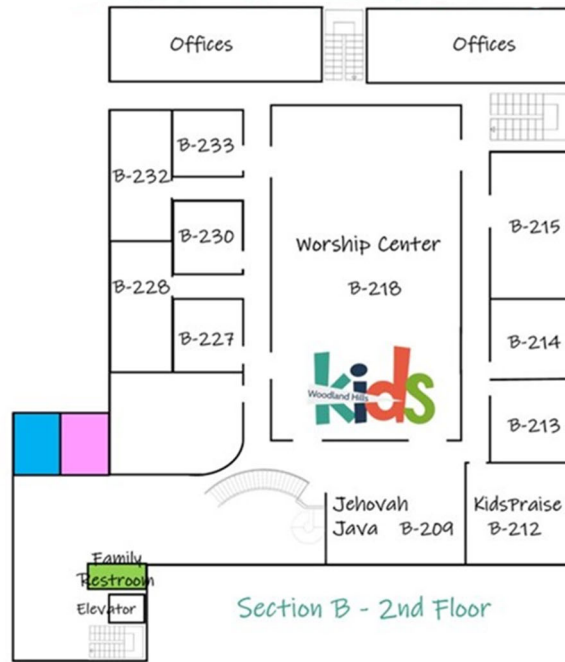 Offices
Offices
B-233
B-232
B-230
B-215
Worship Center
B-218
B-228
B-227
B-214
kids
Woodland Hills
B-213
Jehovah
Java B-209
KidsPraise
B-212
Family
Restroom
Elevator
Section B - 2nd Floor